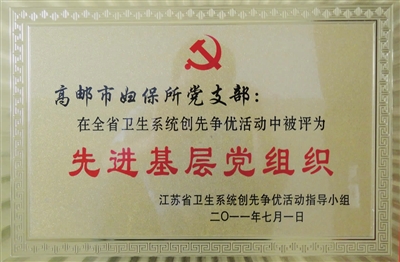 高邮市妇保所党支部：
在全省卫生系统创先争优活动中被评为
先进基层党组织
江苏省卫生系统创先争优活动指导小组
二〇一一年七月一日